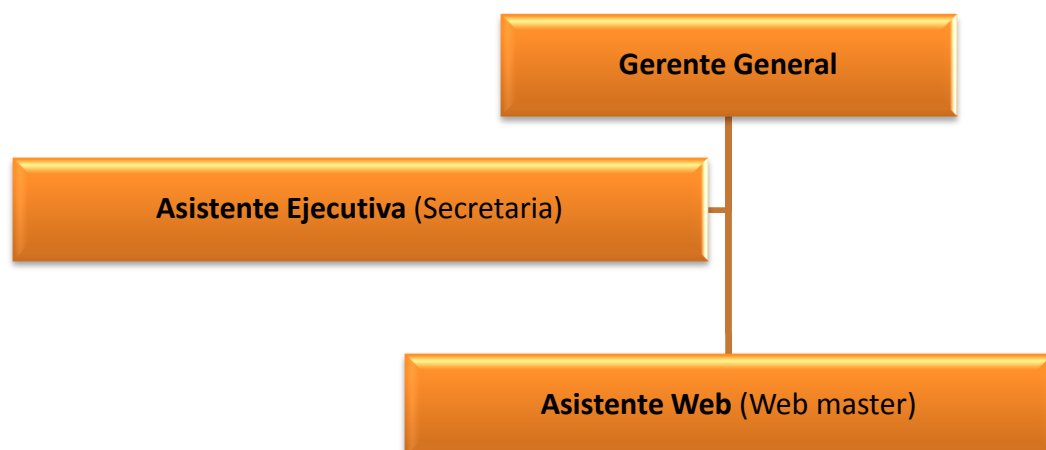 Gerente General
Asistente Ejecutiva (Secretaria)
Asistente Web (Web master)